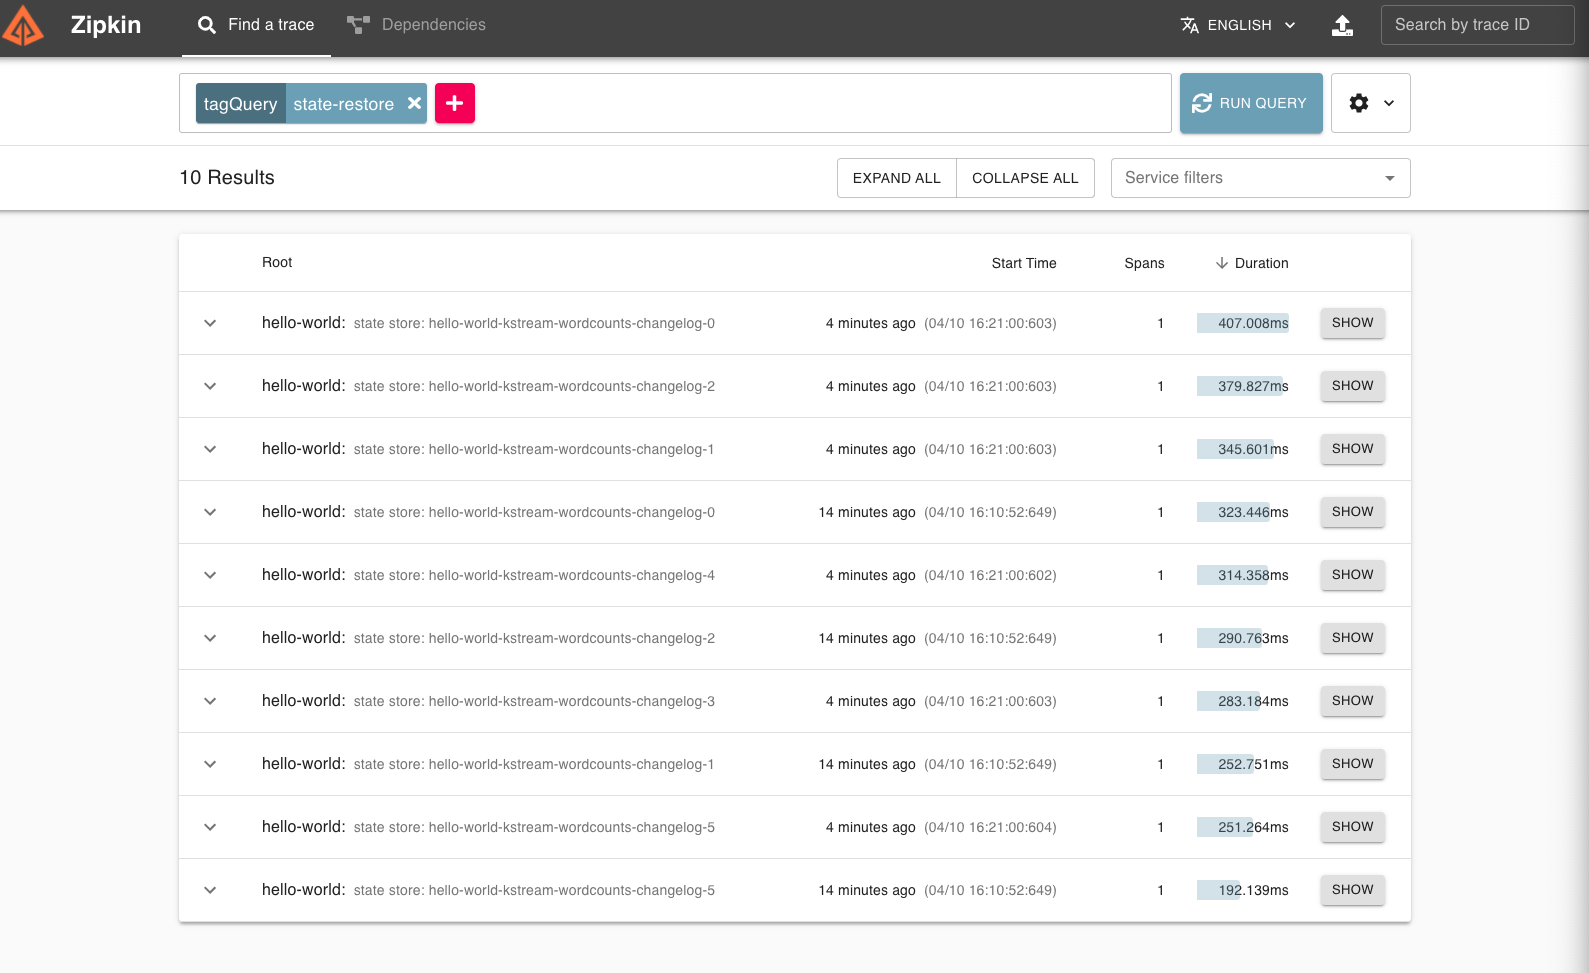 Zipkin Find a trace Dependencies ENGLISH Search by trace ID
tagQuery state-restore RUN QUERY
10 Results EXPAND ALL COLLAPSE ALL Service filters
Root Start Time Spans Duration
hello-world: state store: hello-world-kstream-wordcounts-changelog-0 4 minutes ago (04/10 16:21:00:603) 1 407.008ms SHOW
hello-world: state store: hello-world-kstream-wordcounts-changelog-2 4 minutes ago (04/10 16:21:00:603) 1 379.827ms SHOW
hello-world: state store: hello-world-kstream-wordcounts-changelog-1 4 minutes ago (04/10 16:21:00:603) 1 345.601ms SHOW
hello-world: state store: hello-world-kstream-wordcounts-changelog-0 14 minutes ago (04/10 16:10:52:649) 1 323.446ms SHOW
hello-world: state store: hello-world-kstream-wordcounts-changelog-4 4 minutes ago (04/10 16:21:00:602) 1 314.358ms SHOW
hello-world: state store: hello-world-kstream-wordcounts-changelog-2 14 minutes ago (04/10 16:10:52:649) 1 290.763ms SHOW
hello-world: state store: hello-world-kstream-wordcounts-changelog-3 4 minutes ago (04/10 16:21:00:603) 1 283.184ms SHOW
hello-world: state store: hello-world-kstream-wordcounts-changelog-1 14 minutes ago (04/10 16:10:52:649) 1 252.751ms SHOW
hello-world: state store: hello-world-kstream-wordcounts-changelog-5 4 minutes ago (04/10 16:21:00:604) 1 251.264ms SHOW
hello-world: state store: hello-world-kstream-wordcounts-changelog-5 14 minutes ago (04/10 16:10:52:649) 1 192.139ms SHOW